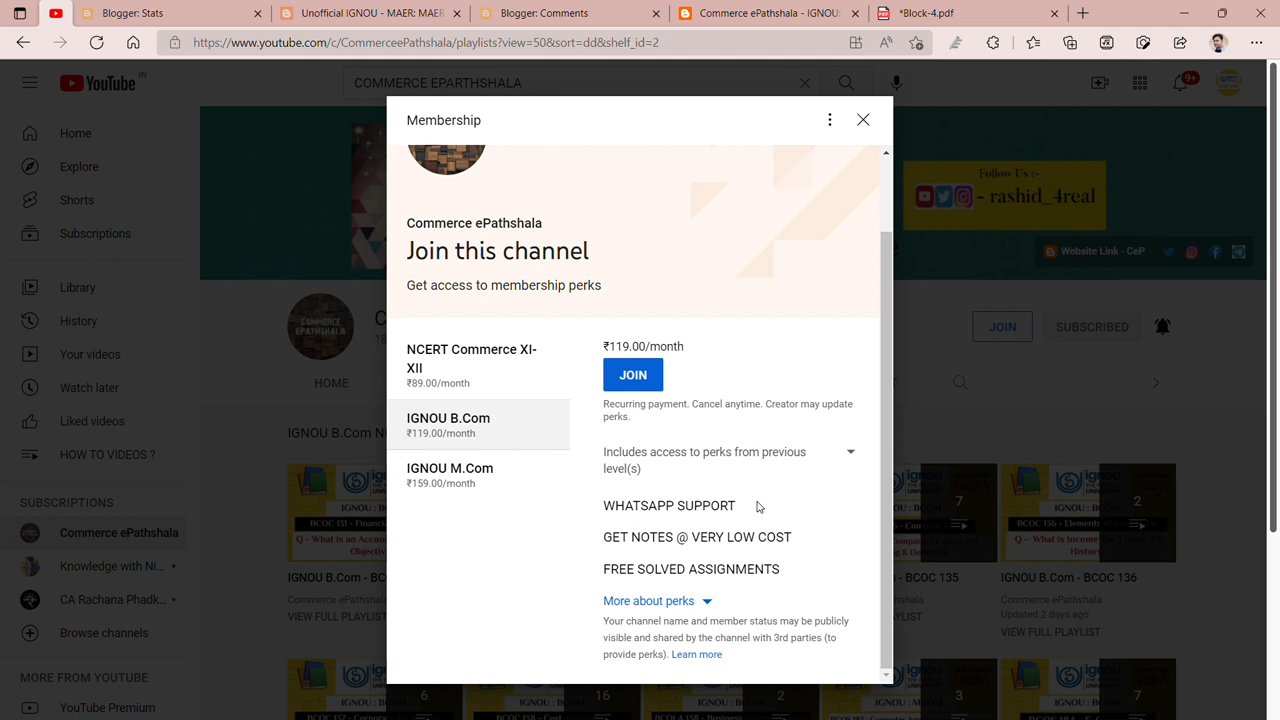 Blogger: Stats
Unofficial IGNOU - MAER: MAER
Blogger: Comments
Commerce ePathshala - IGNOU:
*Block-4.pdf
https://www.youtube.com/c/CommerceePathshala/playlists?view=50&sort=dd&shelf_id=2
YouTube IN
COMMERCE EPARTHSHALA
9+
Home
Explore
Shorts
Subscriptions
Library
History
Your videos
Watch later
Liked videos
HOW TO VIDEOS ?
SUBSCRIPTIONS
Commerce ePathshala
Knowledge with Ni...
CA Rachana Phadk...
Browse channels
MORE FROM YOUTUBE
YouTube Premium
Follow Us :-
- rashid_4real
Website Link - CeP
COMMERCE
EPATHSHALA
JOIN
SUBSCRIBED
HOME
Membership
Commerce ePathshala
Join this channel
Get access to membership perks
NCERT Commerce XI-
XII
₹89.00/month
IGNOU B.Com
₹119.00/month
IGNOU M.Com
₹159.00/month
₹119.00/month
JOIN
Recurring payment. Cancel anytime. Creator may update
perks.
Includes access to perks from previous
level(s)
WHATSAPP SUPPORT
GET NOTES @ VERY LOW COST
FREE SOLVED ASSIGNMENTS
More about perks
Your channel name and member status may be publicly
visible and shared by the channel with 3rd parties (to
provide perks). Learn more
IGNOU B.Com
7
2
IGNOU B.Com - BCOC 136
Updated 2 days ago
VIEW FULL PLAYLIST
VIEW FULL PLAYLIST
6
16
2
3
7